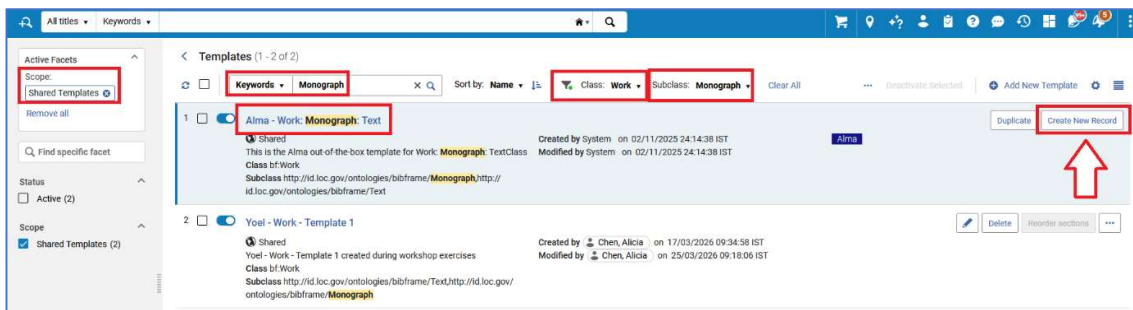 All titles Keywords
99+ 5
Active Facets
Scope:
Shared Templates
Remove all
Find specific facet
Status
Active (2)
Scope
Shared Templates (2)
Templates (1 - 2 of 2)
Keywords Monograph Sort by: Name Class: Work Subclass: Monograph Clear All ... Deactivate Selected Add New Template
1 Alma - Work: Monograph: Text Duplicate Create New Record
Shared Created by System on 02/11/2025 24:14:38 IST Alma
This is the Alma out-of-the-box template for Work: Monograph: TextClass Modified by System on 02/11/2025 24:14:38 IST
Class bf:Work
Subclass http://id.loc.gov/ontologies/bibframe/Monograph,http://
id.loc.gov/ontologies/bibframe/Text
2 Yoel - Work - Template 1 Delete Reorder sections ...
Shared Created by Chen, Alicia on 17/03/2026 09:34:58 IST
Yoel - Work - Template 1 created during workshop exercises Modified by Chen, Alicia on 25/03/2026 09:18:06 IST
Class bf:Work
Subclass http://id.loc.gov/ontologies/bibframe/Text,http://id.loc.gov/
ontologies/bibframe/Monograph